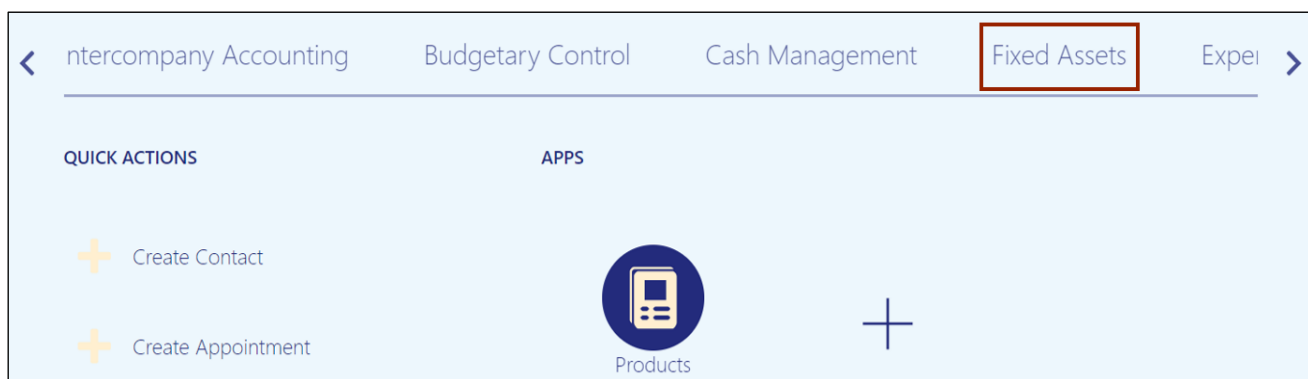 ntercompany Accounting Budgetary Control Cash Management Fixed Assets Exper
QUICK ACTIONS APPS
Create Contact
Create Appointment
Products